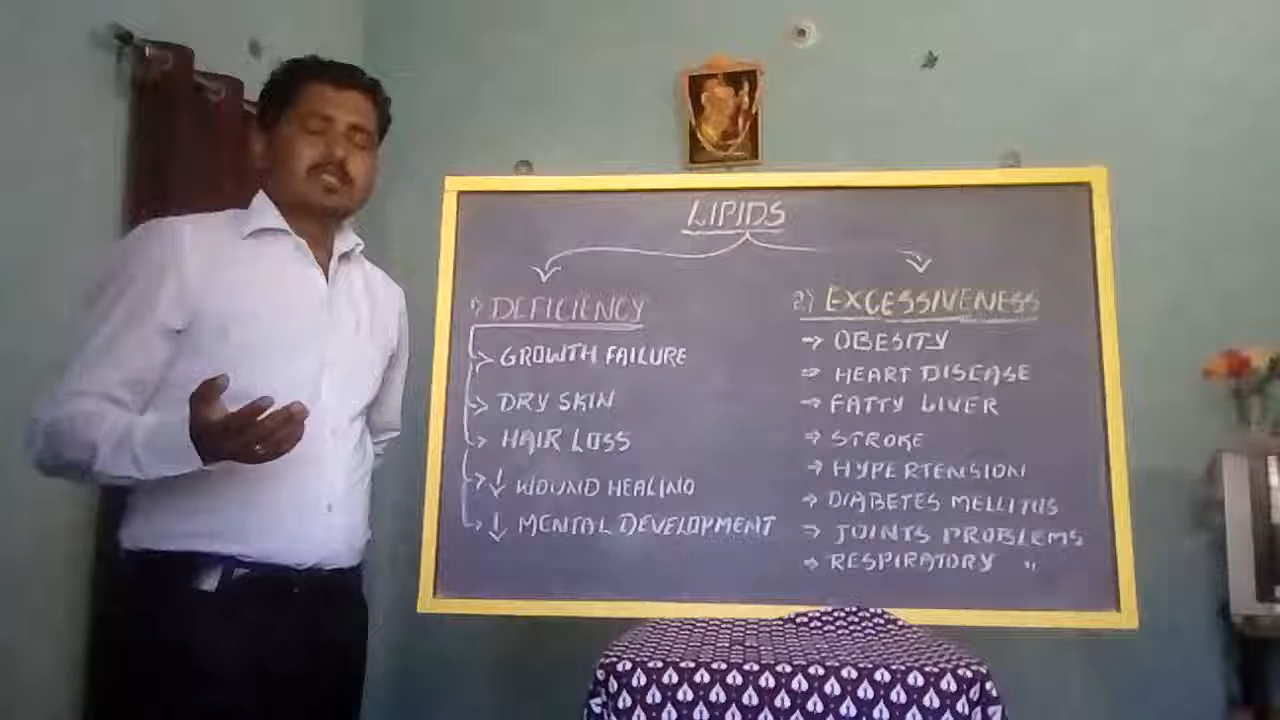 LIPIDS
1) DEFICIENCY
GROWTH FAILURE
DRY SKIN
HAIR LOSS
↓ WOUND HEALING
↓ MENTAL DEVELOPMENT
2) EXCESSIVENESS
→ OBESITY
→ HEART DISEASE
→ FATTY LIVER
→ STROKE
→ HYPERTENSION
→ DIABETES MELLITUS
→ JOINTS PROBLEMS
→ RESPIRATORY "